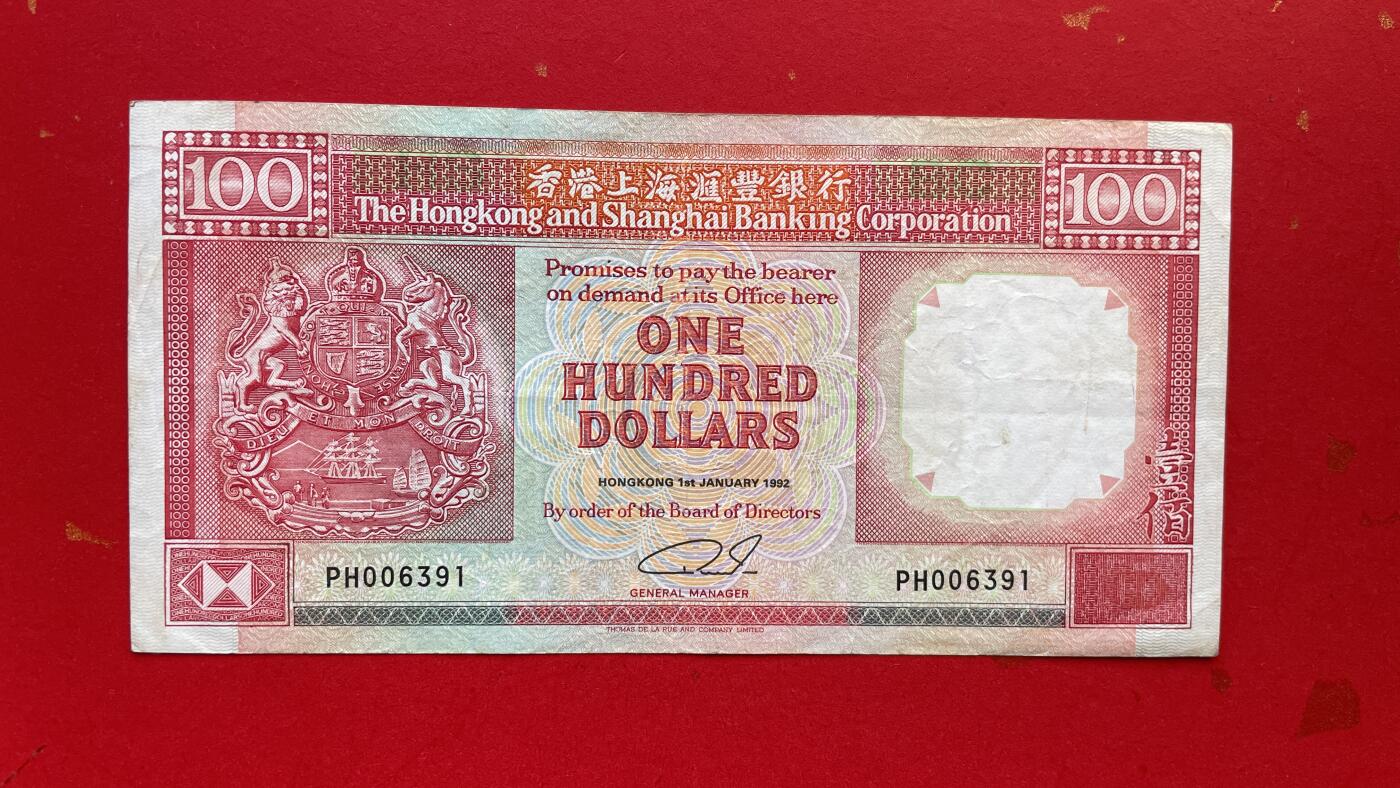 100
香港上海滙豐銀行
100
The Hongkong and Shanghai Banking Corporation
Promises to pay the bearer
on demand at its Office here
ONE
HUNDRED
DOLLARS
HONGKONG 1st JANUARY 1992
By order of the Board of Directors
GENERAL MANAGER
PH006391
PH006391
THOMAS DE LA RUE AND COMPANY LIMITED
DIEU ET MON DROIT
壹佰